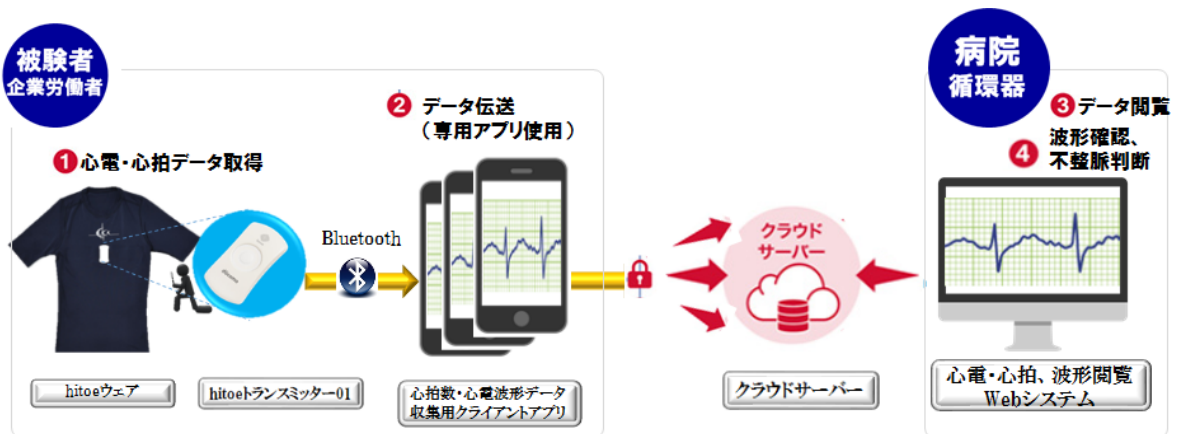 被験者
企業労働者
病院
循環器
❶心電・心拍データ取得
❷ データ伝送
（専用アプリ使用）
❸データ閲覧
❹ 波形確認、
不整脈判断
Bluetooth
クラウド
サーバー
hitoeウェア
hitoeトランスミッター01
心拍数・心電波形データ
収集用クライアントアプリ
クラウドサーバー
心電・心拍、波形閲覧
Webシステム